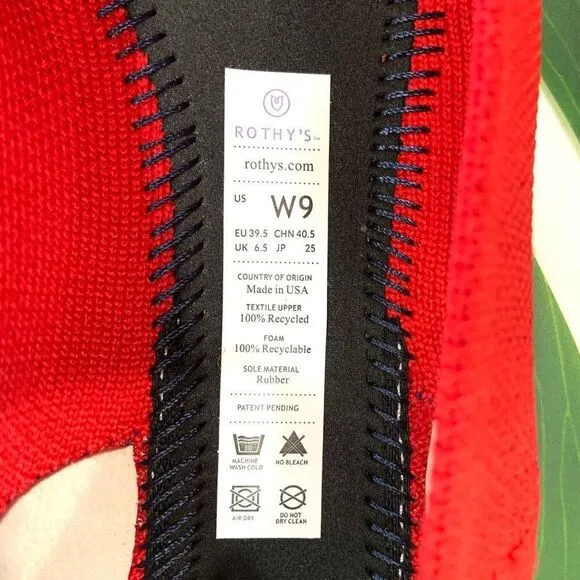 ROTHY'S™
rothys.com
US W9
EU 39.5 CHN 40.5
UK 6.5 JP 25
COUNTRY OF ORIGIN
Made in USA
TEXTILE UPPER
100% Recycled
FOAM
100% Recyclable
SOLE MATERIAL
Rubber
PATENT PENDING
30
MACHINE WASH COLD
NO BLEACH
AIR DRY
DO NOT DRY CLEAN